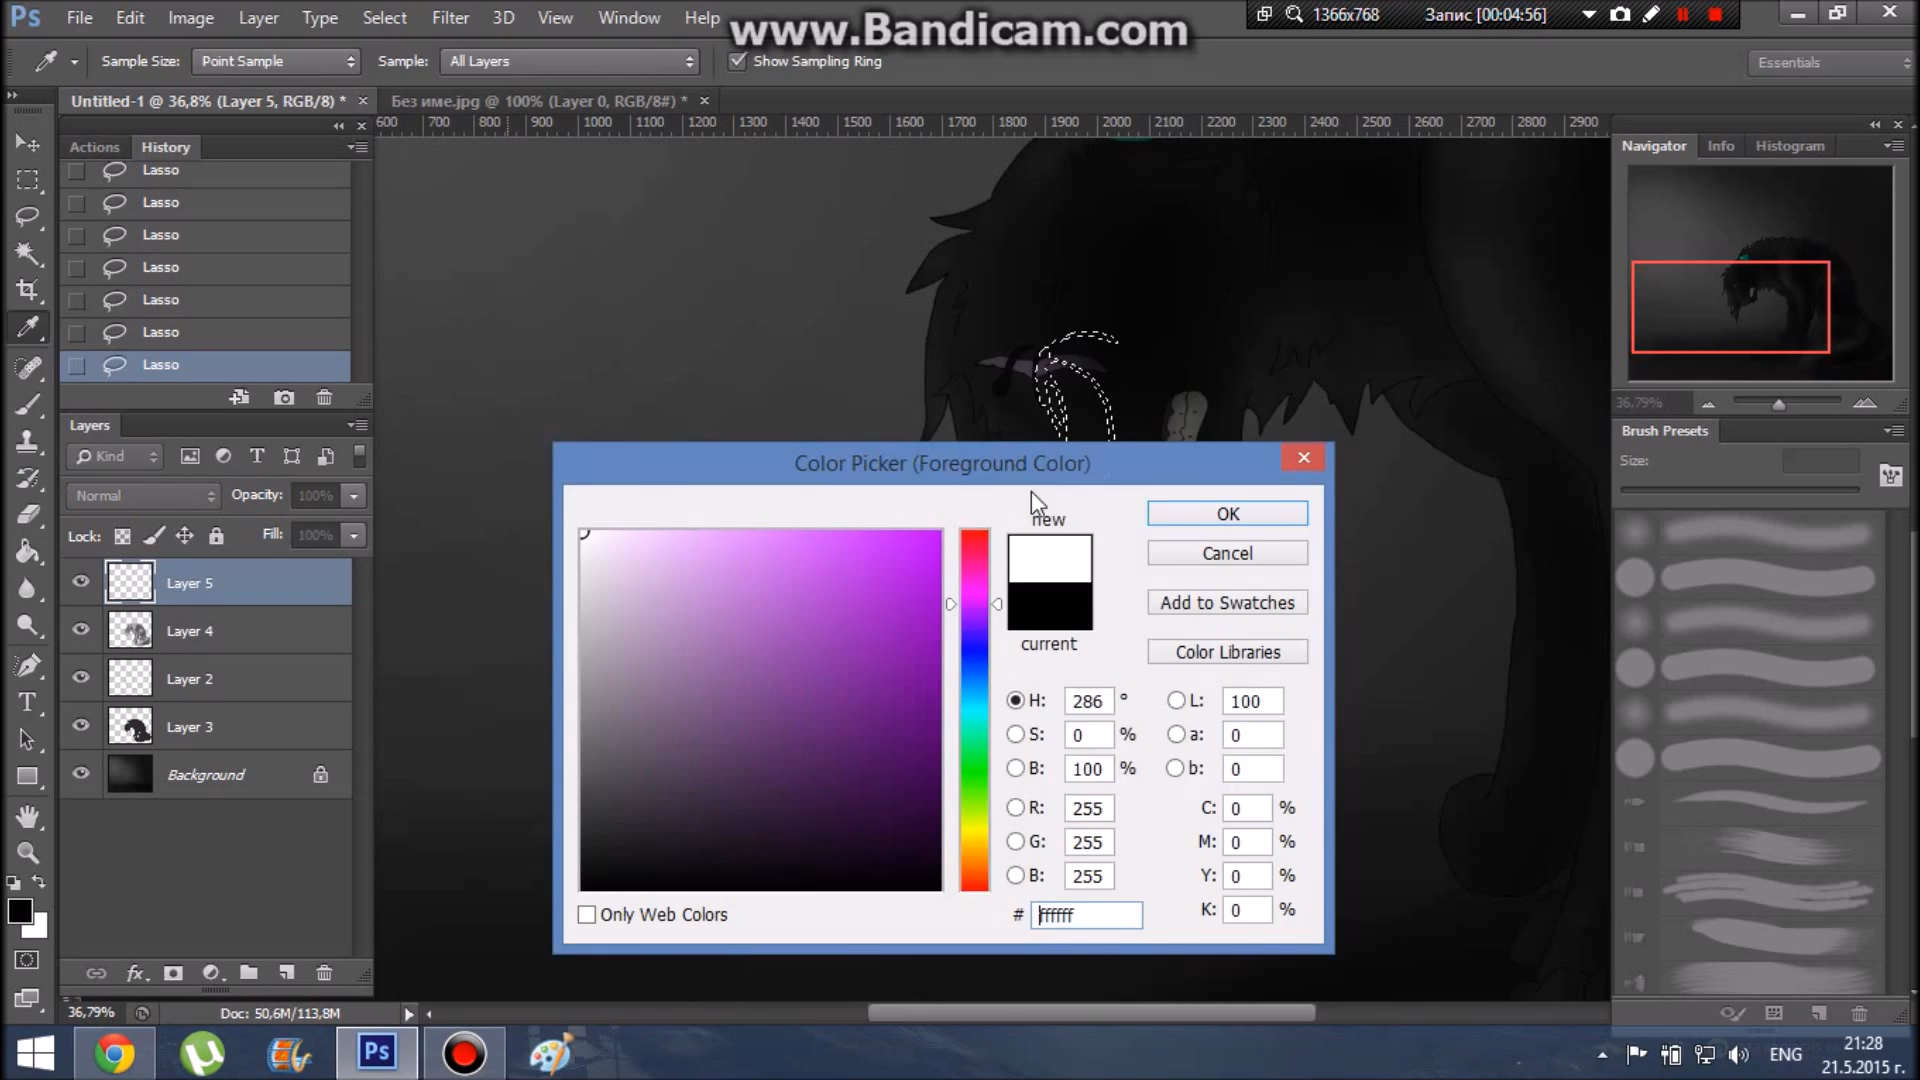 Ps File Edit Image Layer Type Select Filter 3D View Window Help
www.Bandicam.com
1366x768 Запис [00:04:56]
Sample Size: Point Sample Sample: All Layers Show Sampling Ring Essentials
Untitled-1 @ 36,8% (Layer 5, RGB/8) * Без име.jpg @ 100% (Layer 0, RGB/8#) *
600 700 800 900 1000 1100 1200 1300 1400 1500 1600 1700 1800 1900 2000 2100 2200 2300 2400 2500 2600 2700 2800 2900
Actions History
Lasso
Lasso
Lasso
Lasso
Lasso
Lasso
Lasso
Layers
Kind
Normal Opacity: 100%
Lock: Fill: 100%
Layer 5
Layer 4
Layer 2
Layer 3
Background
fx
36,79% Doc: 50,6M/113,8M
Navigator Info Histogram
36,79%
Brush Presets
Size:
Color Picker (Foreground Color)
new
current
OK
Cancel
Add to Swatches
Color Libraries
H: 286 ° L: 100
S: 0 % a: 0
B: 100 % b: 0
R: 255 C: 0 %
G: 255 M: 0 %
B: 255 Y: 0 %
# ffffff K: 0 %
Only Web Colors
Ps
ENG
21:28
21.5.2015 г.